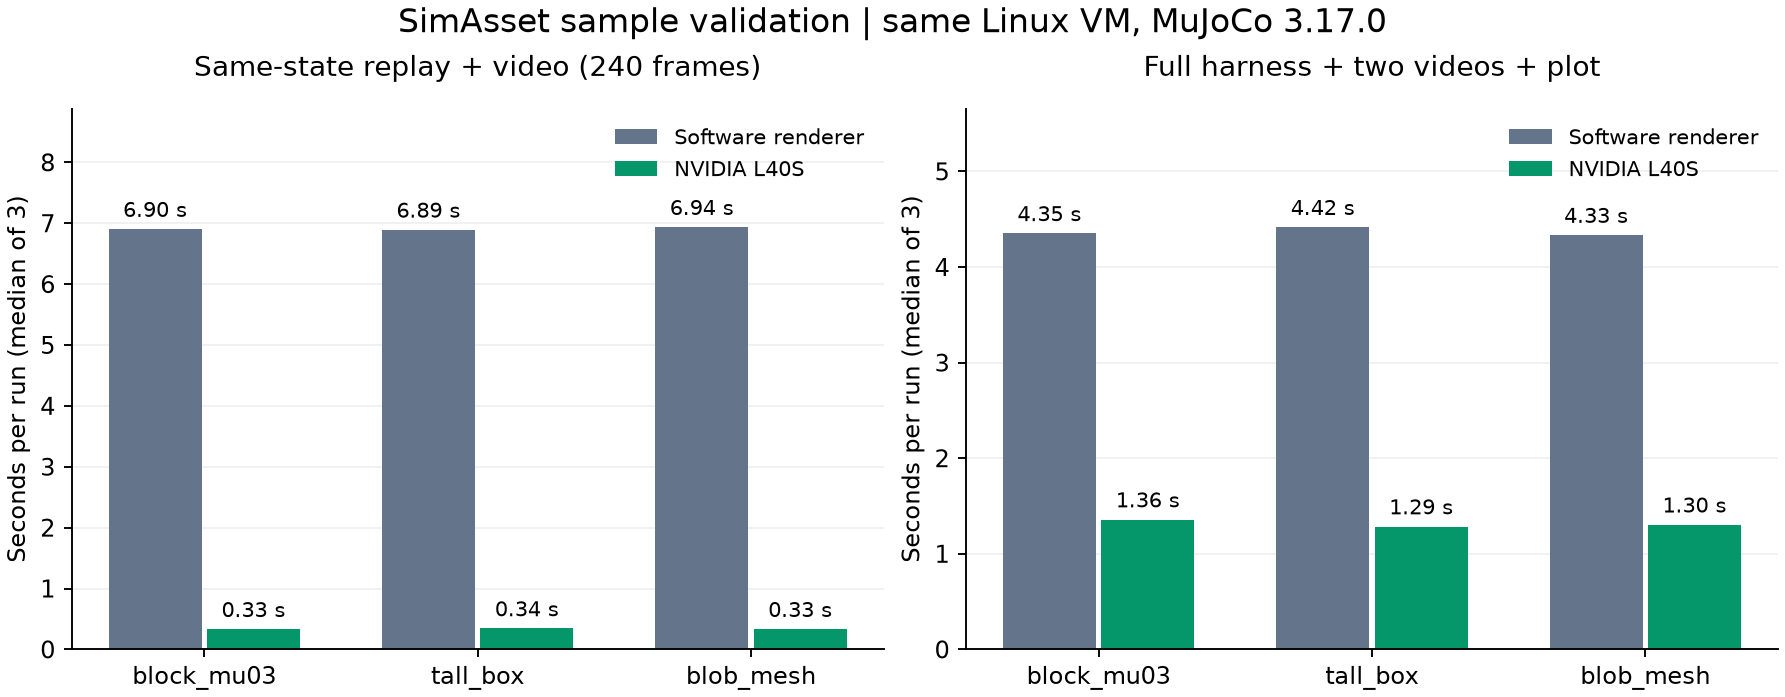 SimAsset sample validation | same Linux VM, MuJoCo 3.17.0
Same-state replay + video (240 frames)
Seconds per run (median of 3)
8
7
6
5
4
3
2
1
0
Software renderer
NVIDIA L40S
6.90 s
6.89 s
6.94 s
0.33 s
0.34 s
0.33 s
block_mu03
tall_box
blob_mesh
Full harness + two videos + plot
Seconds per run (median of 3)
5
4
3
2
1
0
Software renderer
NVIDIA L40S
4.35 s
4.42 s
4.33 s
1.36 s
1.29 s
1.30 s
block_mu03
tall_box
blob_mesh